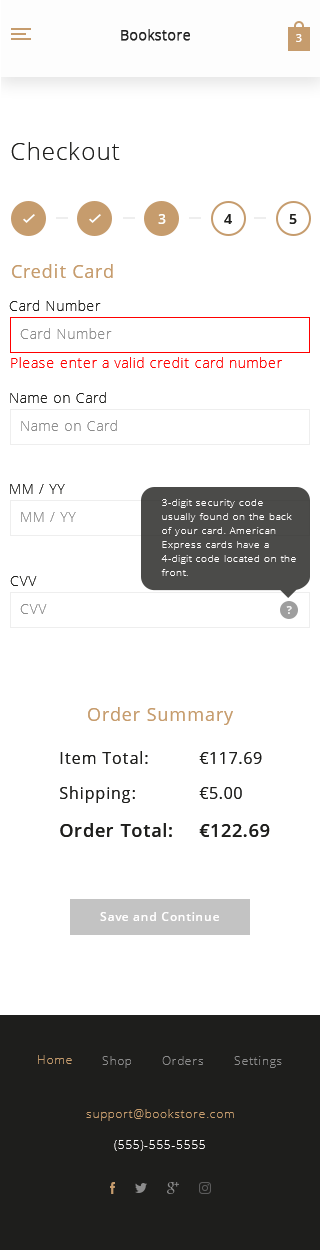 Bookstore
3
Checkout
3 4 5
Credit Card
Card Number
Card Number
Please enter a valid credit card number
Name on Card
Name on Card
MM / YY
MM / YY
3-digit security code
usually found on the back
of your card. American
Express cards have a
4-digit code located on the
front.
CVV
CVV
?
Order Summary
Item Total: €117.69
Shipping: €5.00
Order Total: €122.69
Save and Continue
Home Shop Orders Settings
support@bookstore.com
(555)-555-5555